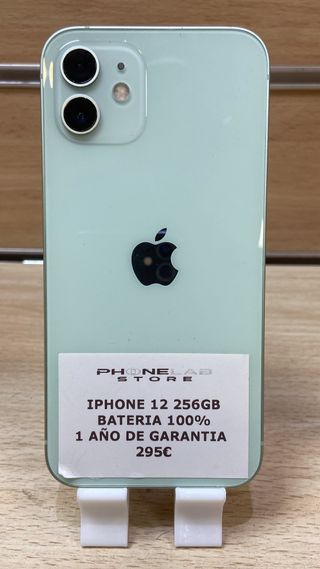 PHONELAB
STORE
IPHONE 12 256GB
BATERIA 100%
1 AÑO DE GARANTIA
295€